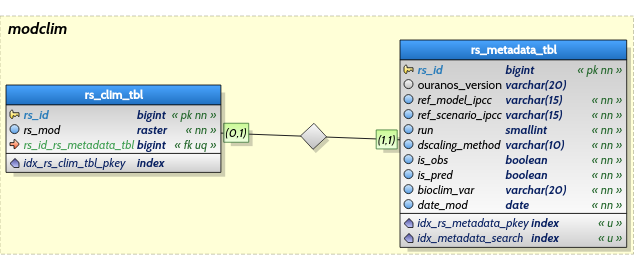 modclim
rs_clim_tbl
rs_id bigint « pk nn »
rs_mod raster « nn »
rs_id_rs_metadata_tbl bigint « fk uq »
idx_rs_clim_tbl_pkey index
(0,1)
(1,1)
rs_metadata_tbl
rs_id bigint « pk nn »
ouranos_version varchar(20)
ref_model_ipcc varchar(15) « nn »
ref_scenario_ipcc varchar(15) « nn »
run smallint « nn »
dscaling_method varchar(10) « nn »
is_obs boolean « nn »
is_pred boolean « nn »
bioclim_var varchar(20) « nn »
date_mod date « nn »
idx_rs_metadata_pkey index « u »
idx_metadata_search index « u »